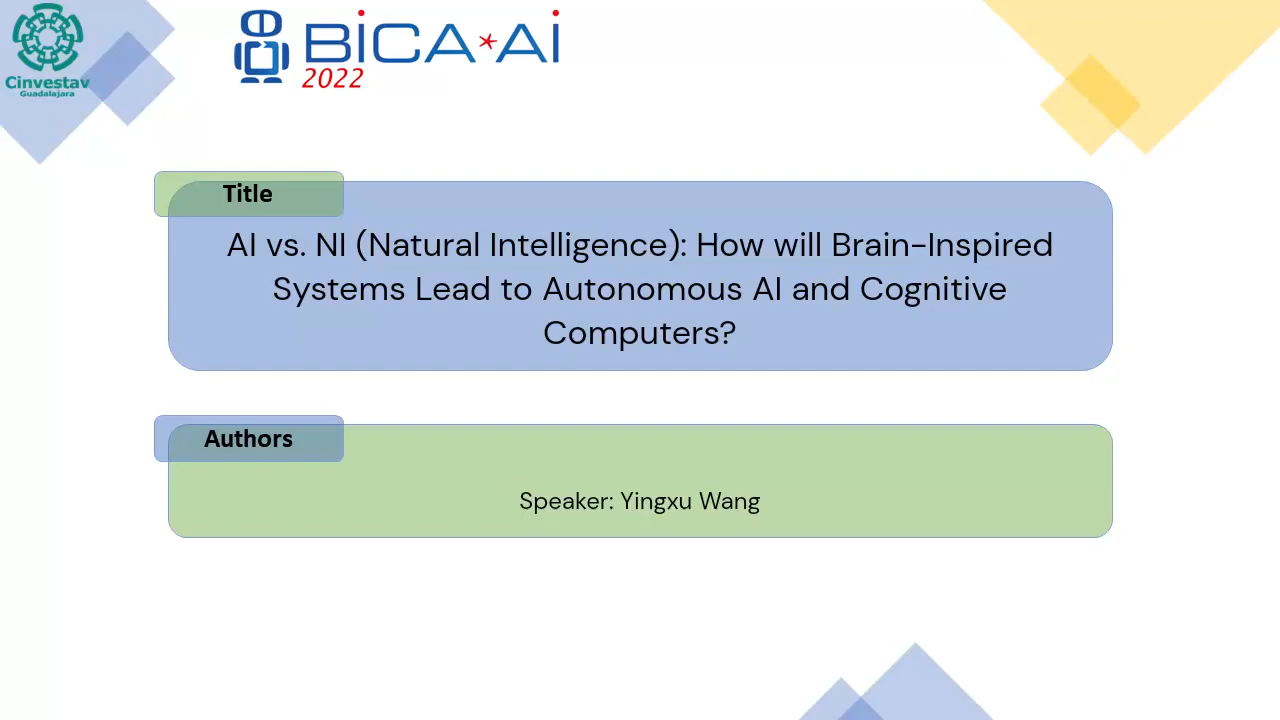 Cinvestav
Guadalajara
BiCA*Ai
2022
Title
AI vs. NI (Natural Intelligence): How will Brain-Inspired
Systems Lead to Autonomous AI and Cognitive
Computers?
Authors
Speaker: Yingxu Wang